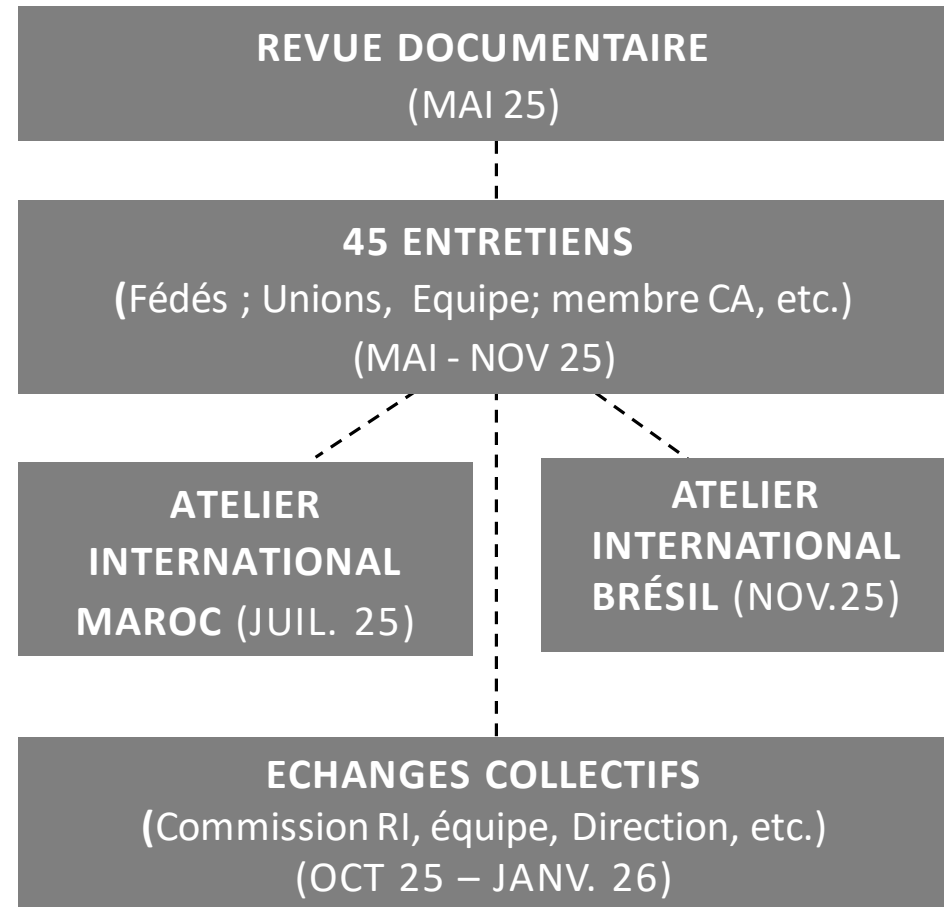 REVUE DOCUMENTAIRE
(MAI 25)
45 ENTRETIENS
(Fédés ; Unions, Equipe; membre CA, etc.)
(MAI - NOV 25)
ATELIER
INTERNATIONAL
MAROC (JUIL. 25)
ATELIER
INTERNATIONAL
BRÉSIL (NOV.25)
ECHANGES COLLECTIFS
(Commission RI, équipe, Direction, etc.)
(OCT 25 – JANV. 26)